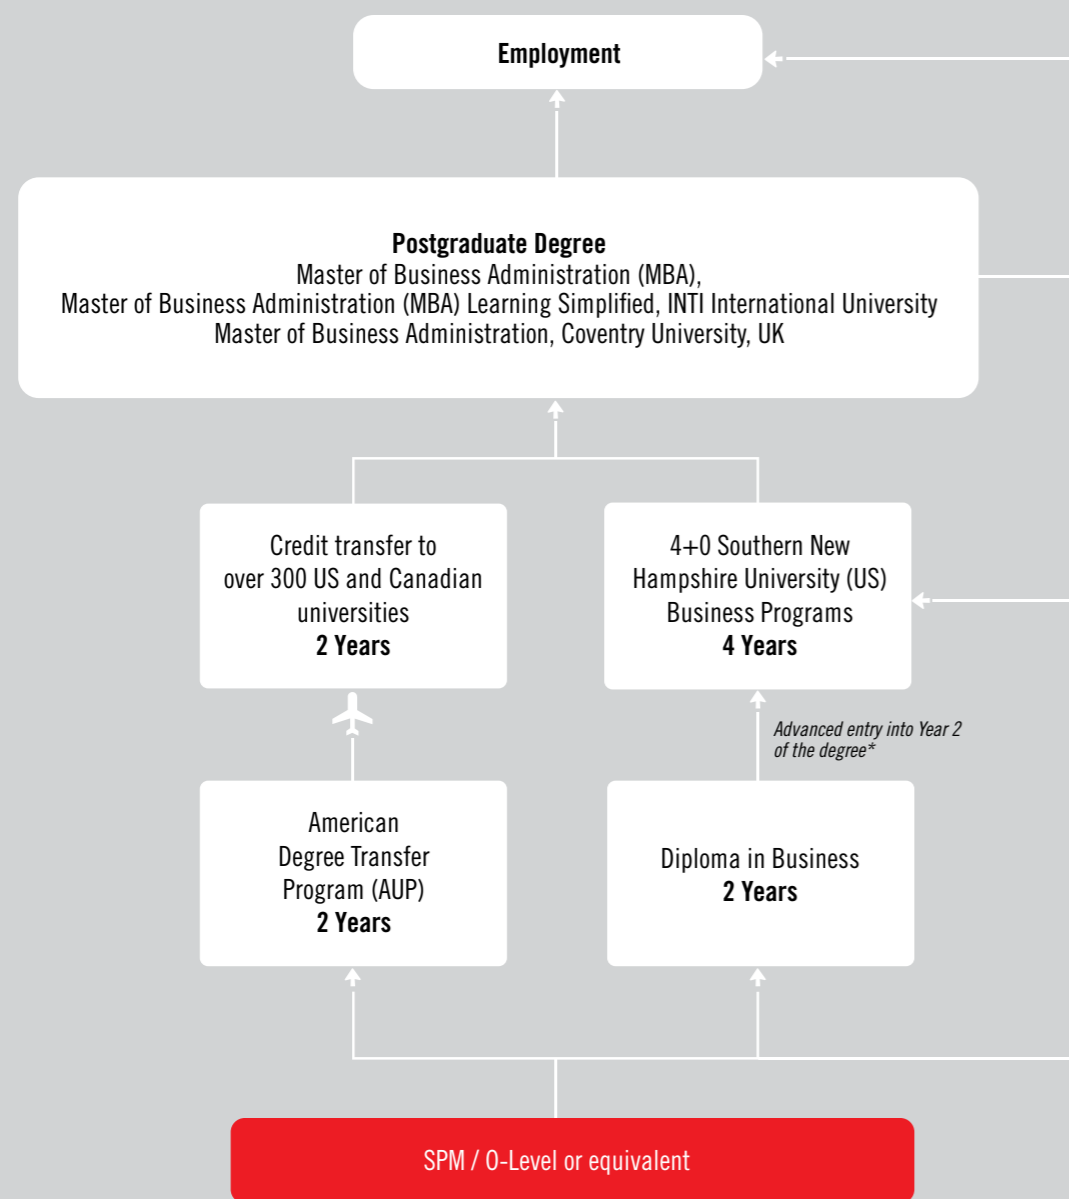 Employment
Postgraduate Degree
Master of Business Administration (MBA),
Master of Business Administration (MBA) Learning Simplified, INTI International University
Master of Business Administration, Coventry University, UK
Credit transfer to
over 300 US and Canadian
universities
2 Years
4+0 Southern New
Hampshire University (US)
Business Programs
4 Years
Advanced entry into Year 2
of the degree*
American
Degree Transfer
Program (AUP)
2 Years
Diploma in Business
2 Years
SPM / O-Level or equivalent